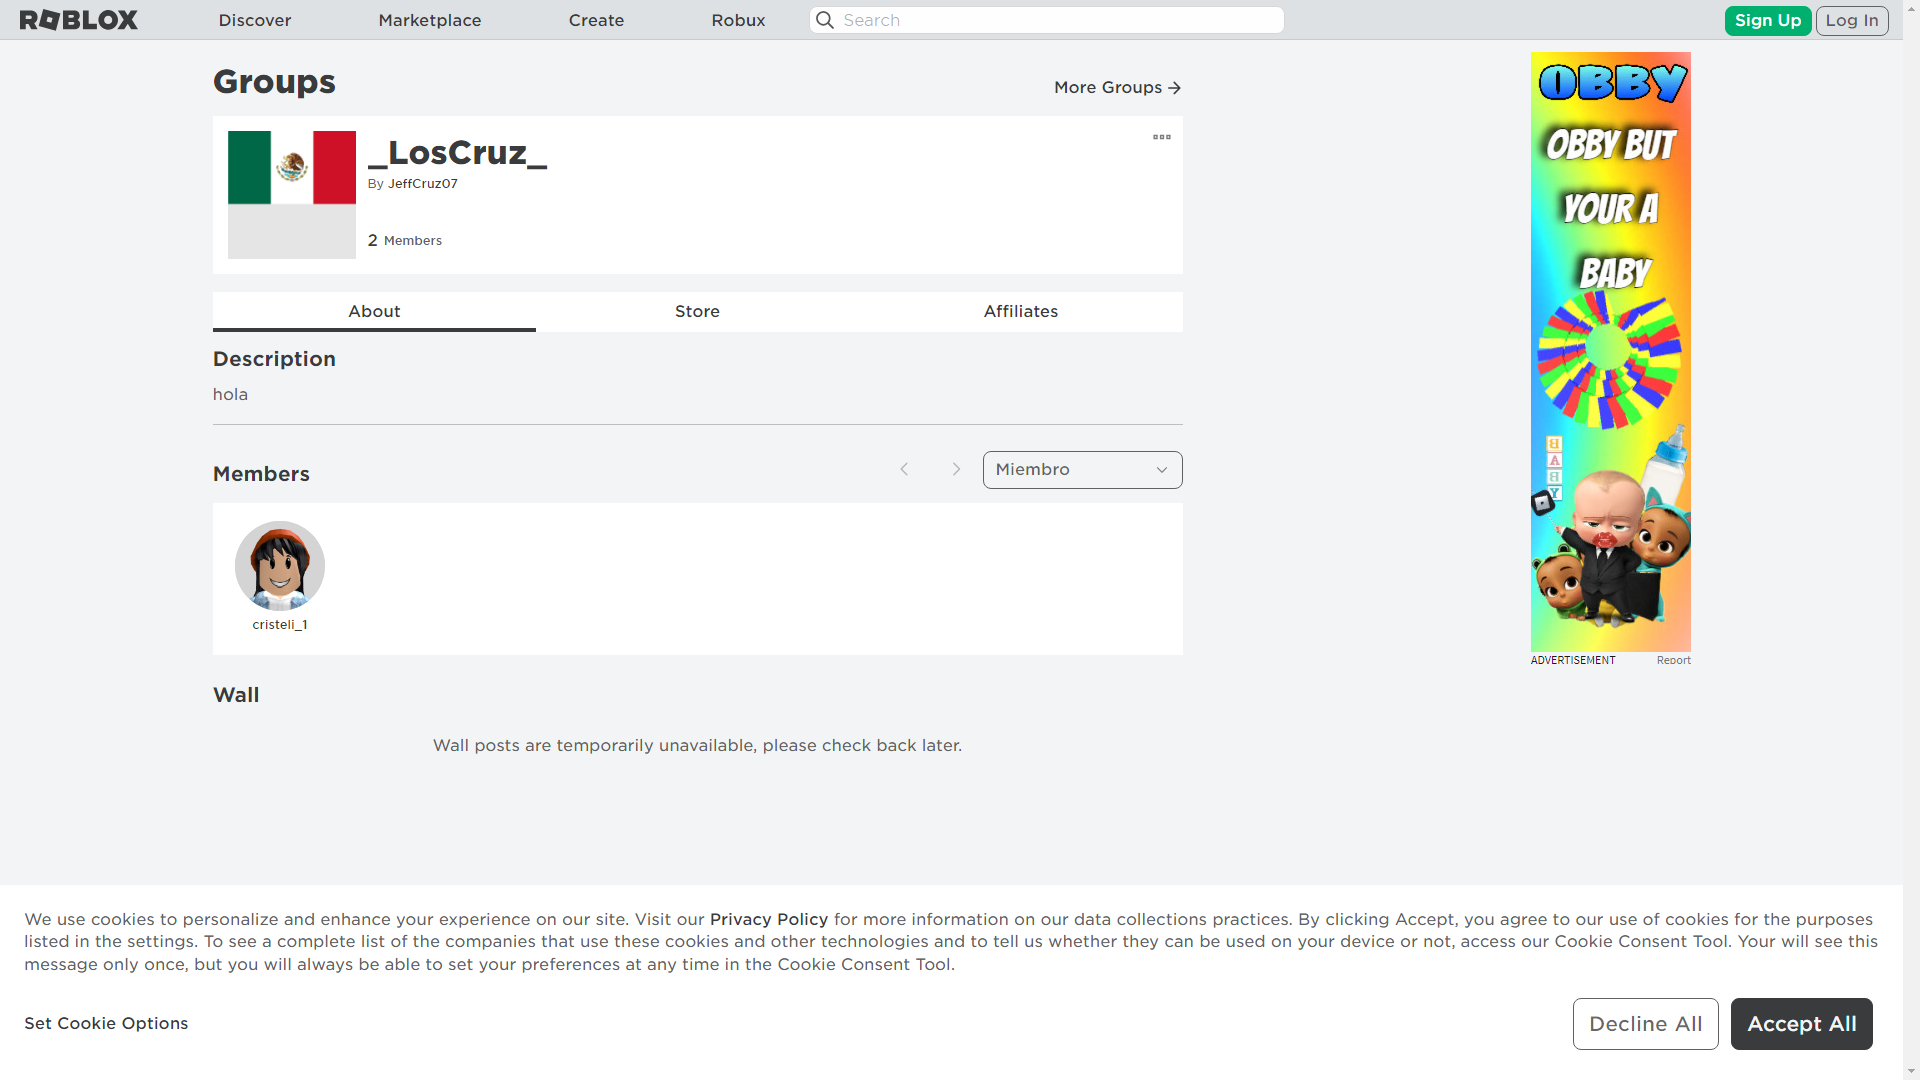 ROBLOX
Discover
Marketplace
Create
Robux
Search
Sign Up
Log In
Groups
More Groups
_LosCruz_
By JeffCruz07
2 Members
About
Store
Affiliates
Description
hola
Members
Miembro
cristeli_1
Wall
Wall posts are temporarily unavailable, please check back later.
OBBY
OBBY BUT
YOUR A
BABY
B
A
B
Y
ADVERTISEMENT
Report
We use cookies to personalize and enhance your experience on our site. Visit our Privacy Policy for more information on our data collections practices. By clicking Accept, you agree to our use of cookies for the purposes
listed in the settings. To see a complete list of the companies that use these cookies and other technologies and to tell us whether they can be used on your device or not, access our Cookie Consent Tool. Your will see this
message only once, but you will always be able to set your preferences at any time in the Cookie Consent Tool.
Set Cookie Options
Decline All
Accept All